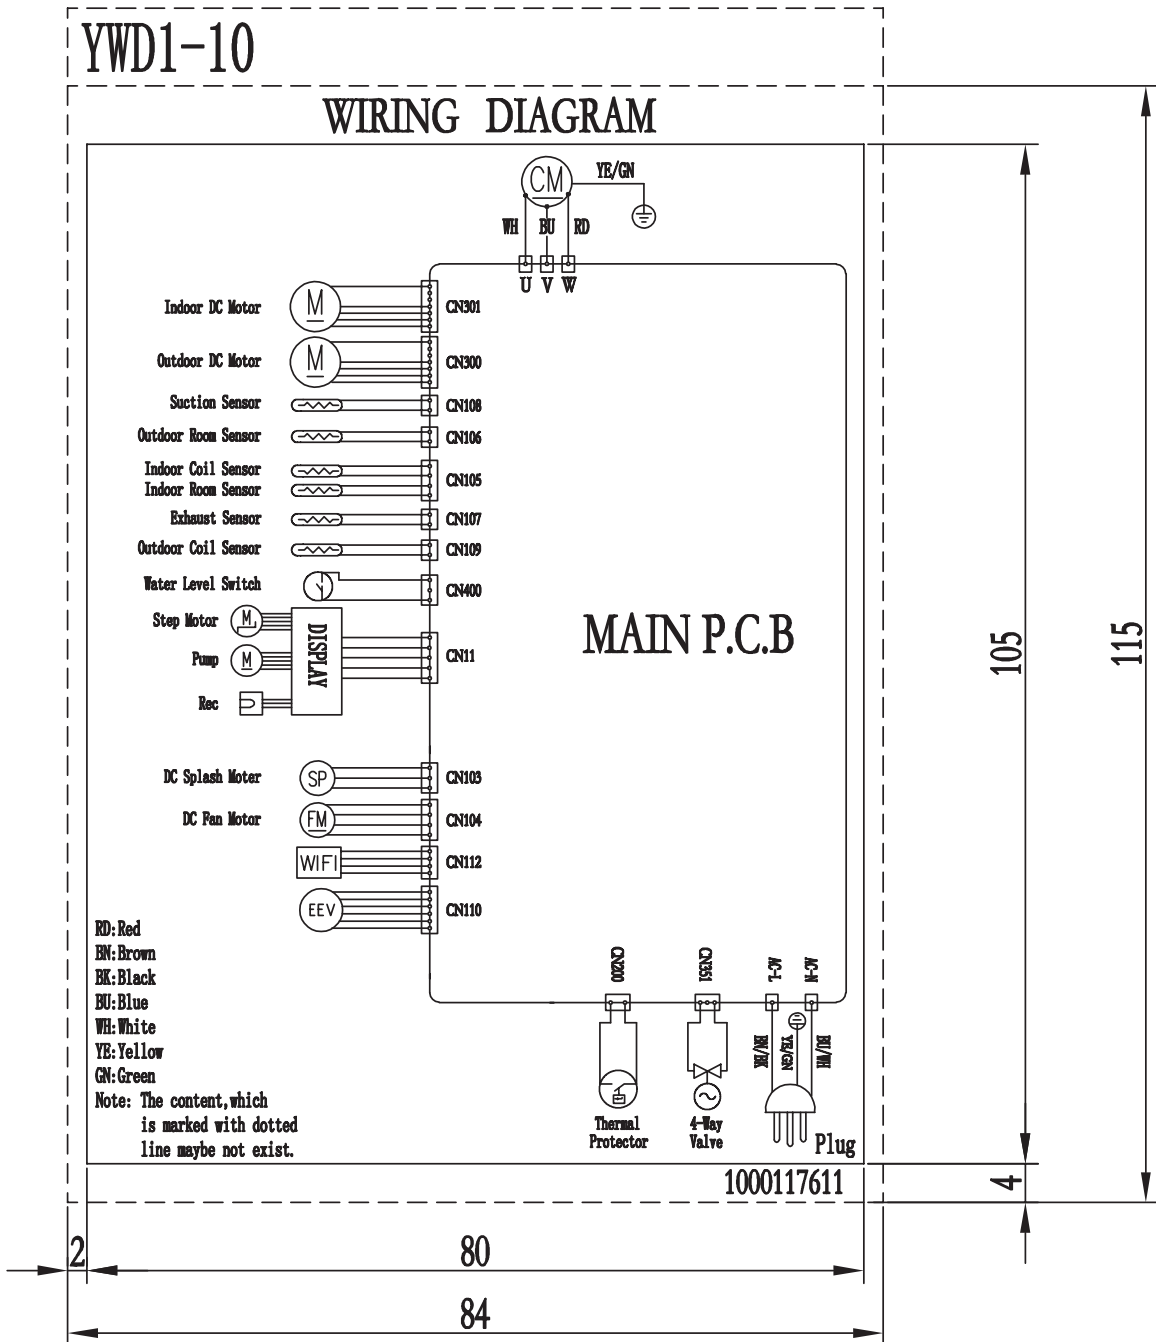 YWD1-10
WIRING DIAGRAM
CM
YE/GN
WH BU RD
U V W
Indoor DC Motor M CN301
Outdoor DC Motor M CN300
Suction Sensor CN108
Outdoor Room Sensor CN106
Indoor Coil Sensor
Indoor Room Sensor CN105
Exhaust Sensor CN107
Outdoor Coil Sensor CN109
Water Level Switch CN400
Step Motor M
DISPLAY
Pump M CN11
Rec
MAIN P.C.B
DC Splash Moter SP CN103
DC Fan Motor FM CN104
WIFI CN112
EEV CN110
RD:Red
BN:Brown
BK:Black
BU:Blue
WH:White
YE:Yellow
GN:Green
Note: The content,which
is marked with dotted
line maybe not exist.
CN200 CN351 AC-L AC-N
BN/BK YE/GN BU/WH
Thermal
Protector
4-Way
Valve
Plug
1000117611
105
115
4
2
80
84